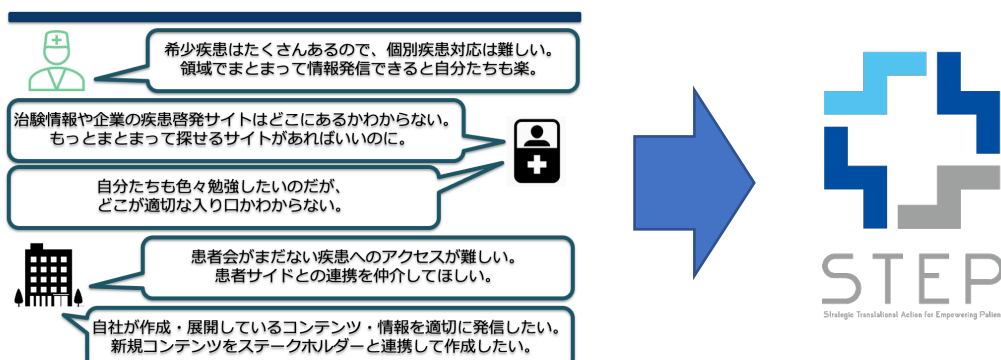 希少疾患はたくさんあるので、個別疾患対応は難しい。
領域でまとまって情報発信できると自分たちも楽。
治験情報や企業の疾患啓発サイトはどこにあるかわからない。
もっとまとまって探せるサイトがあればいいのに。
自分たちも色々勉強したいのだが、
どこが適切な入り口かわからない。
患者会がまだない疾患へのアクセスが難しい。
患者サイドとの連携を仲介してほしい。
自社が作成・展開しているコンテンツ・情報を適切に発信したい。
新規コンテンツをステークホルダーと連携して作成したい。
STEP
Strategic Translational Action for Empowering Patien